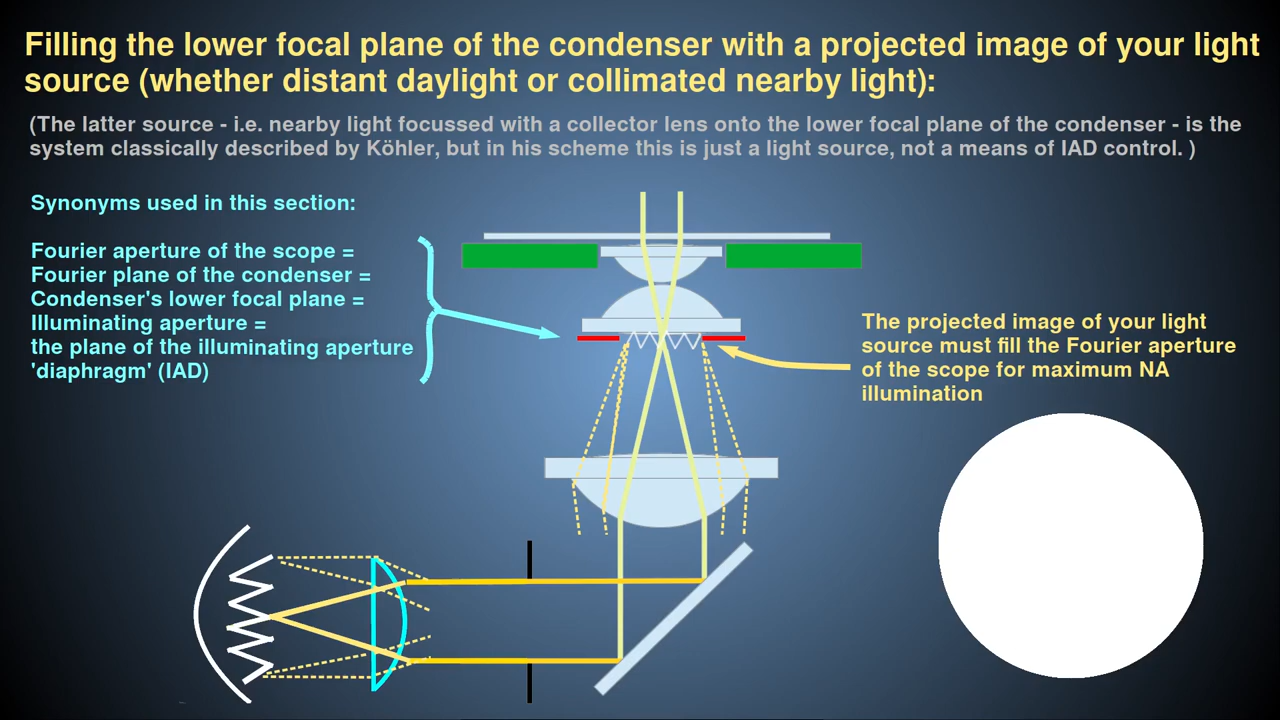 Filling the lower focal plane of the condenser with a projected image of your light
source (whether distant daylight or collimated nearby light):
(The latter source - i.e. nearby light focussed with a collector lens onto the lower focal plane of the condenser - is the
system classically described by Köhler, but in his scheme this is just a light source, not a means of IAD control. )
Synonyms used in this section:
Fourier aperture of the scope =
Fourier plane of the condenser =
Condenser's lower focal plane =
Illuminating aperture =
the plane of the illuminating aperture
'diaphragm' (IAD)
The projected image of your light
source must fill the Fourier aperture
of the scope for maximum NA
illumination